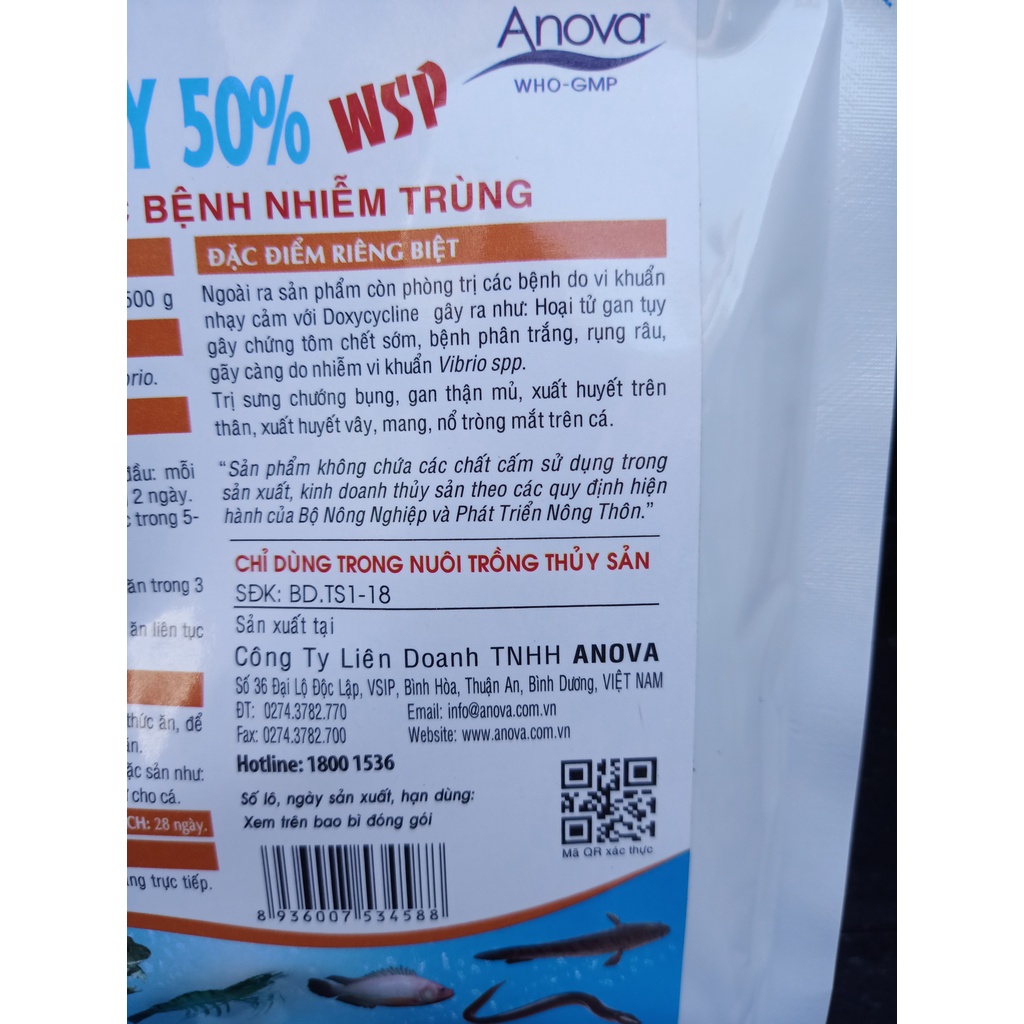 Anova
WHO-GMP
Y 50% WSP
BỆNH NHIỄM TRÙNG
ĐẶC ĐIỂM RIÊNG BIỆT
Ngoài ra sản phẩm còn phòng trị các bệnh do vi khuẩn
nhạy cảm với Doxycycline gây ra như: Hoại tử gan tụy
gây chứng tôm chết sớm, bệnh phân trắng, rụng râu,
gãy càng do nhiễm vi khuẩn Vibrio spp.
Trị sưng chướng bụng, gan thận mủ, xuất huyết trên
thân, xuất huyết vây, mang, nổ tròng mắt trên cá.
“Sản phẩm không chứa các chất cấm sử dụng trong
sản xuất, kinh doanh thủy sản theo các quy định hiện
hành của Bộ Nông Nghiệp và Phát Triển Nông Thôn.”
CHỈ DÙNG TRONG NUÔI TRỒNG THỦY SẢN
SĐK: BD.TS1-18
Sản xuất tại
Công Ty Liên Doanh TNHH ANOVA
Số 36 Đại Lộ Độc Lập, VSIP, Bình Hòa, Thuận An, Bình Dương, VIỆT NAM
ĐT: 0274.3782.770 Email: info@anova.com.vn
Fax: 0274.3782.700 Website: www.anova.com.vn
Hotline: 1800 1536
Số lô, ngày sản xuất, hạn dùng:
Xem trên bao bì đóng gói
Mã QR xác thực
8 936007 534588
500 g
brio.
đầu: mỗi
2 ngày.
trong 5-
ăn trong 3
ăn liên tục
thức ăn, để
ặc sản như:
cho cá.
CH: 28 ngày.
ng trực tiếp.